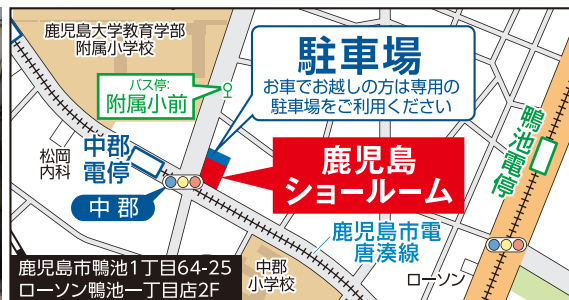 鹿児島大学教育学部
附属小学校
駐車場
お車でお越しの方は専用の
駐車場をご利用ください
バス停:
附属小前
鴨池電停
松岡
内科
中郡
電停
中郡
鹿児島
ショールーム
鹿児島市電
唐湊線
中郡
小学校
ローソン
鹿児島市鴨池1丁目64-25
ローソン鴨池一丁目店2F